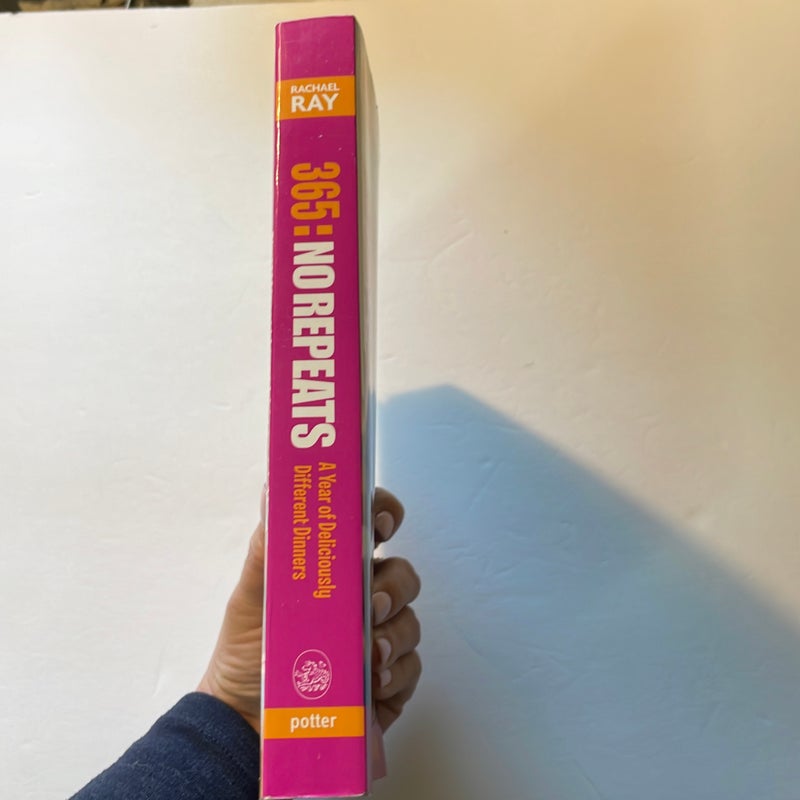 RACHAEL
RAY
365: NO REPEATS
A Year of Deliciously
Different Dinners
potter